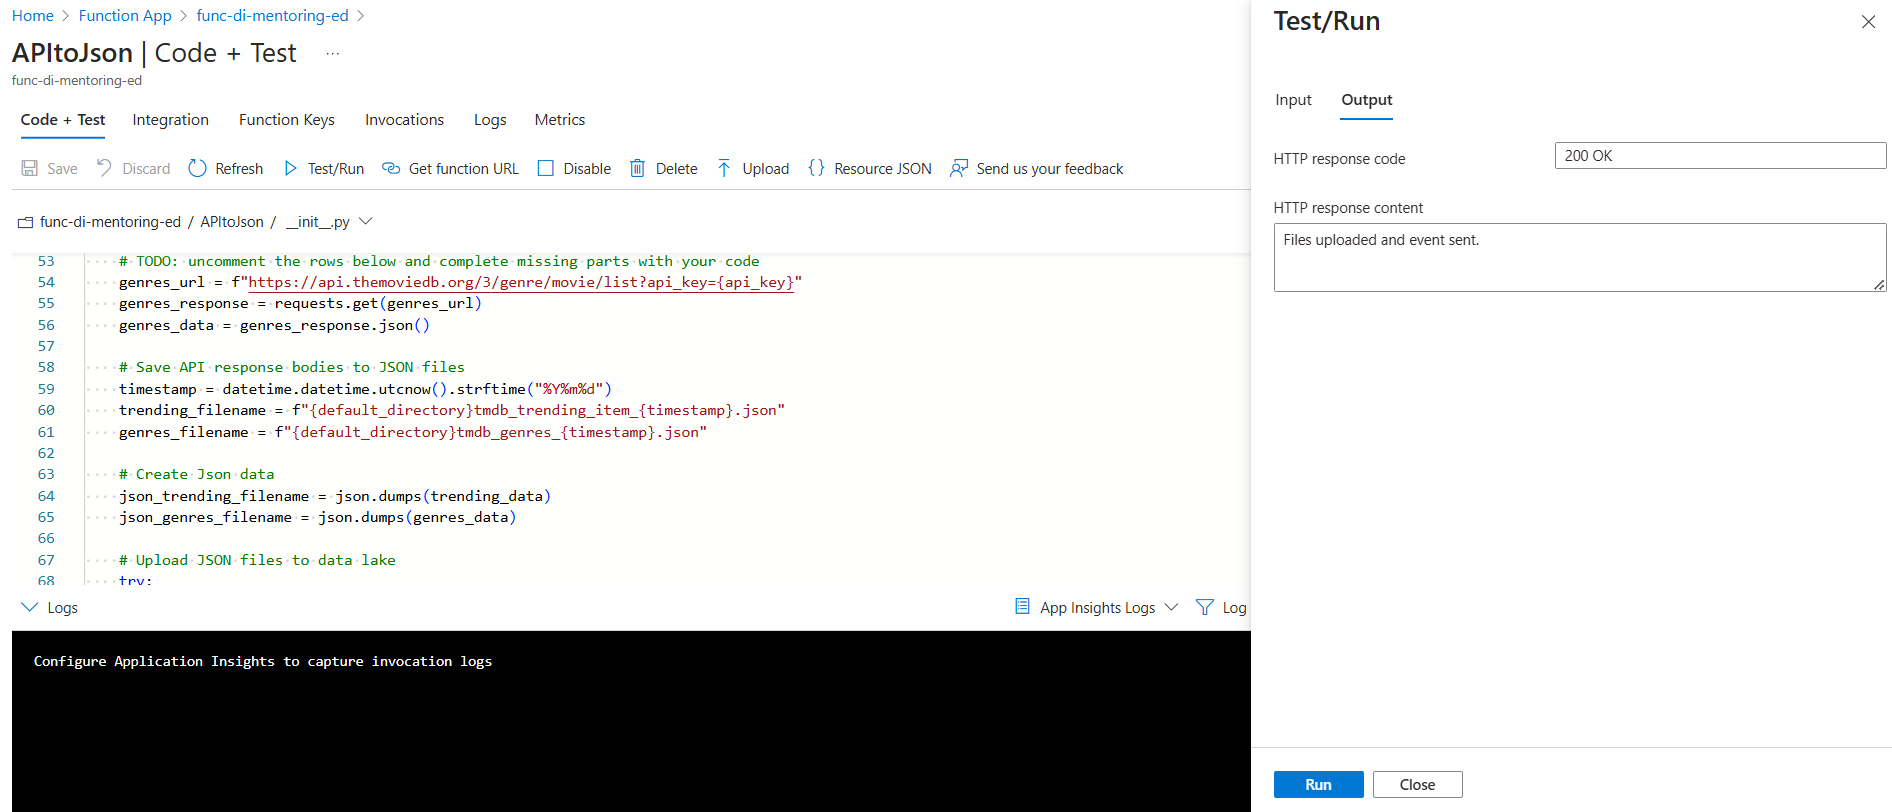 Home > Function App > func-di-mentoring-ed >
APItoJson | Code + Test ...
func-di-mentoring-ed
Code + Test Integration Function Keys Invocations Logs Metrics
Save Discard Refresh Test/Run Get function URL Disable Delete Upload {} Resource JSON Send us your feedback
func-di-mentoring-ed / APItoJson / __init__.py
53 # TODO: uncomment the rows below and complete missing parts with your code
54 genres_url = f"https://api.themoviedb.org/3/genre/movie/list?api_key={api_key}"
55 genres_response = requests.get(genres_url)
56 genres_data = genres_response.json()
57
58 # Save API response bodies to JSON files
59 timestamp = datetime.datetime.utcnow().strftime("%Y%m%d")
60 trending_filename = f"{default_directory}tmdb_trending_item_{timestamp}.json"
61 genres_filename = f"{default_directory}tmdb_genres_{timestamp}.json"
62
63 # Create Json data
64 json_trending_filename = json.dumps(trending_data)
65 json_genres_filename = json.dumps(genres_data)
66
67 # Upload JSON files to data lake
68 try:
Logs App Insights Logs Log
Configure Application Insights to capture invocation logs
Test/Run
Input Output
HTTP response code 200 OK
HTTP response content
Files uploaded and event sent.
Run Close